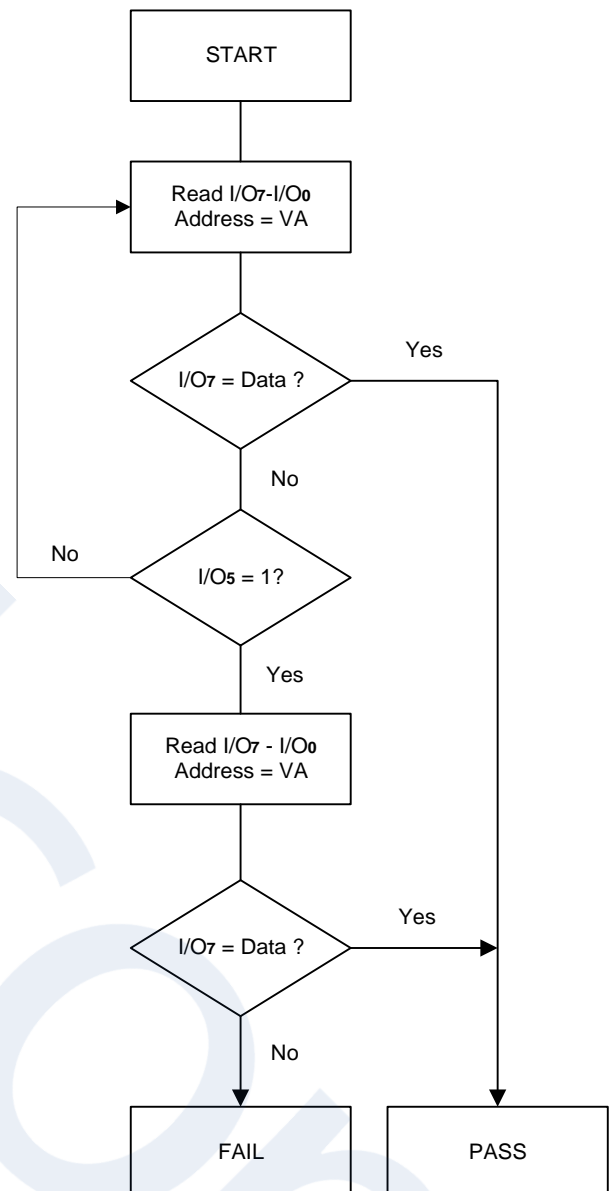 START
Read I/O7-I/O0
Address = VA
I/O7 = Data ?
Yes
No
I/O5 = 1?
No
Yes
Read I/O7 - I/O0
Address = VA
I/O7 = Data ?
Yes
No
FAIL
PASS